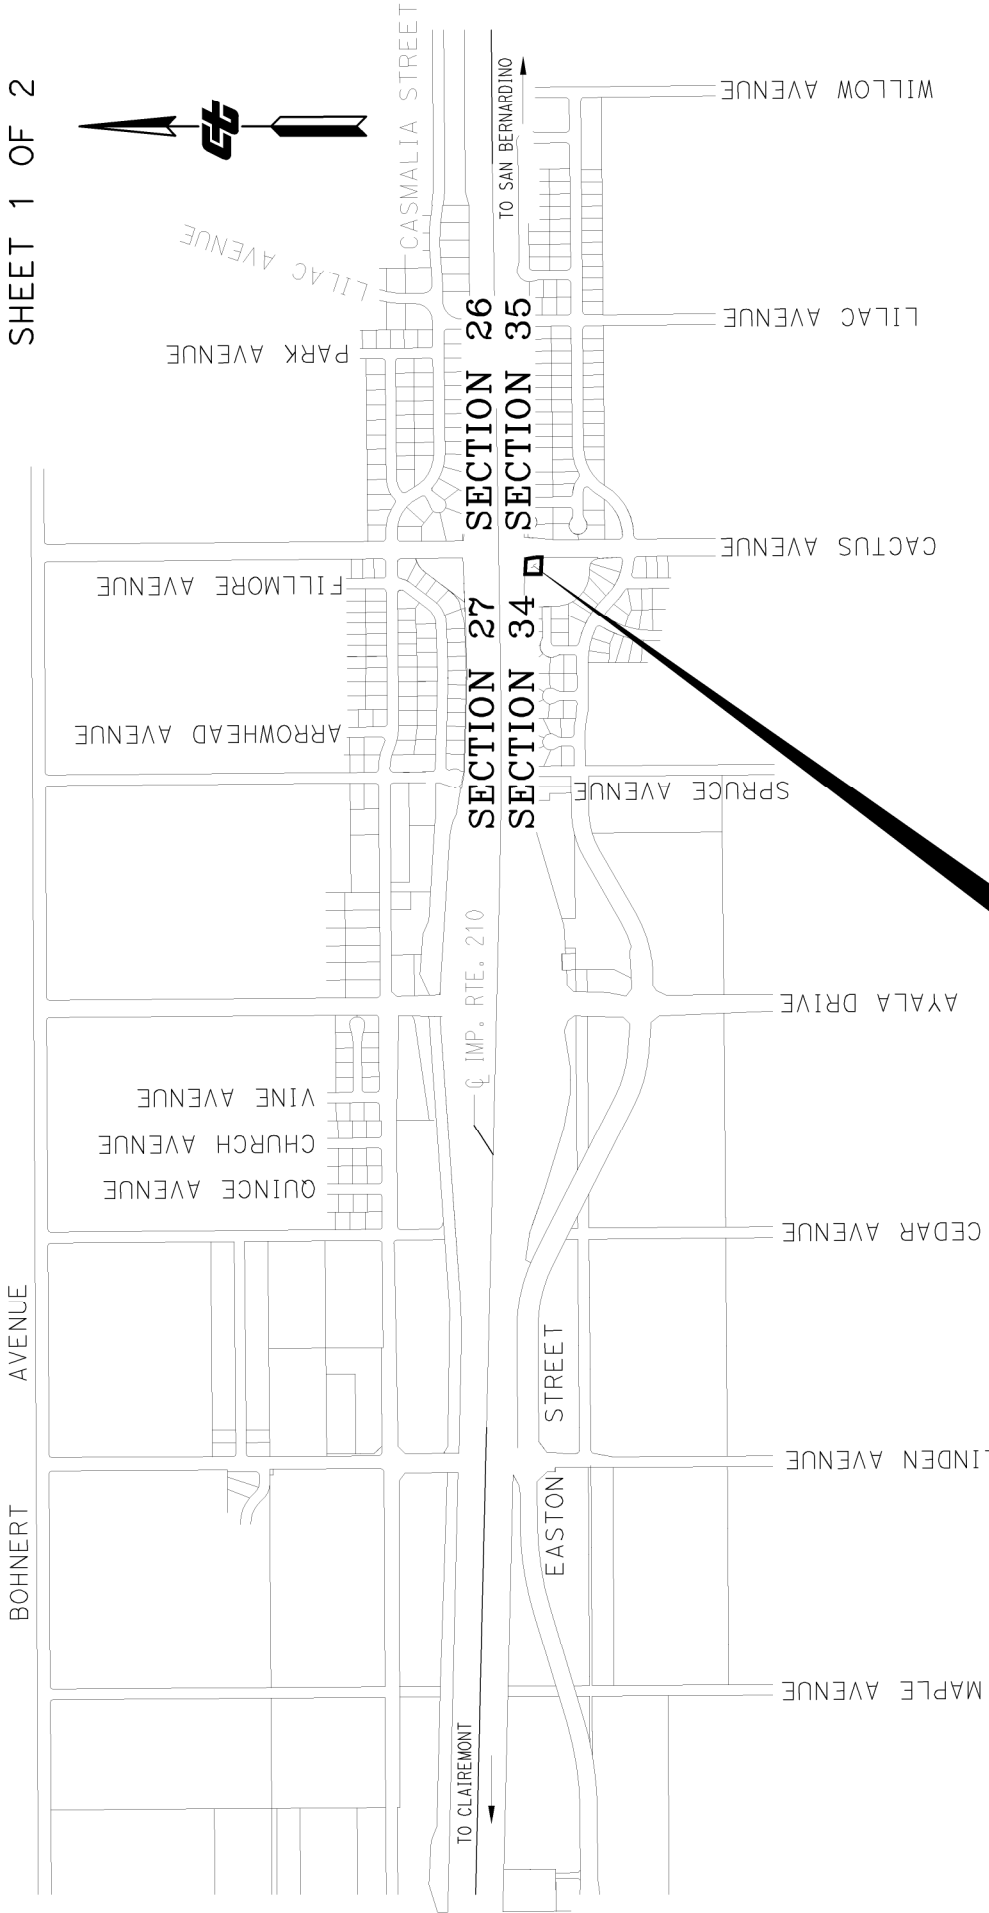 SHEET 1 OF 2
CASMALIA STREET
LILAC AVENUE
PARK AVENUE
FILLMORE AVENUE
ARROWHEAD AVENUE
VINE AVENUE
CHURCH AVENUE
QUINCE AVENUE
BOHNERT AVENUE
TO SAN BERNARDINO
SECTION 26
SECTION 35
SECTION 27
SECTION 34
℄ IMP. RTE. 210
TO CLAIREMONT
EASTON STREET
WILLOW AVENUE
LILAC AVENUE
CACTUS AVENUE
SPRUCE AVENUE
AYALA DRIVE
CEDAR AVENUE
LINDEN AVENUE
MAPLE AVENUE